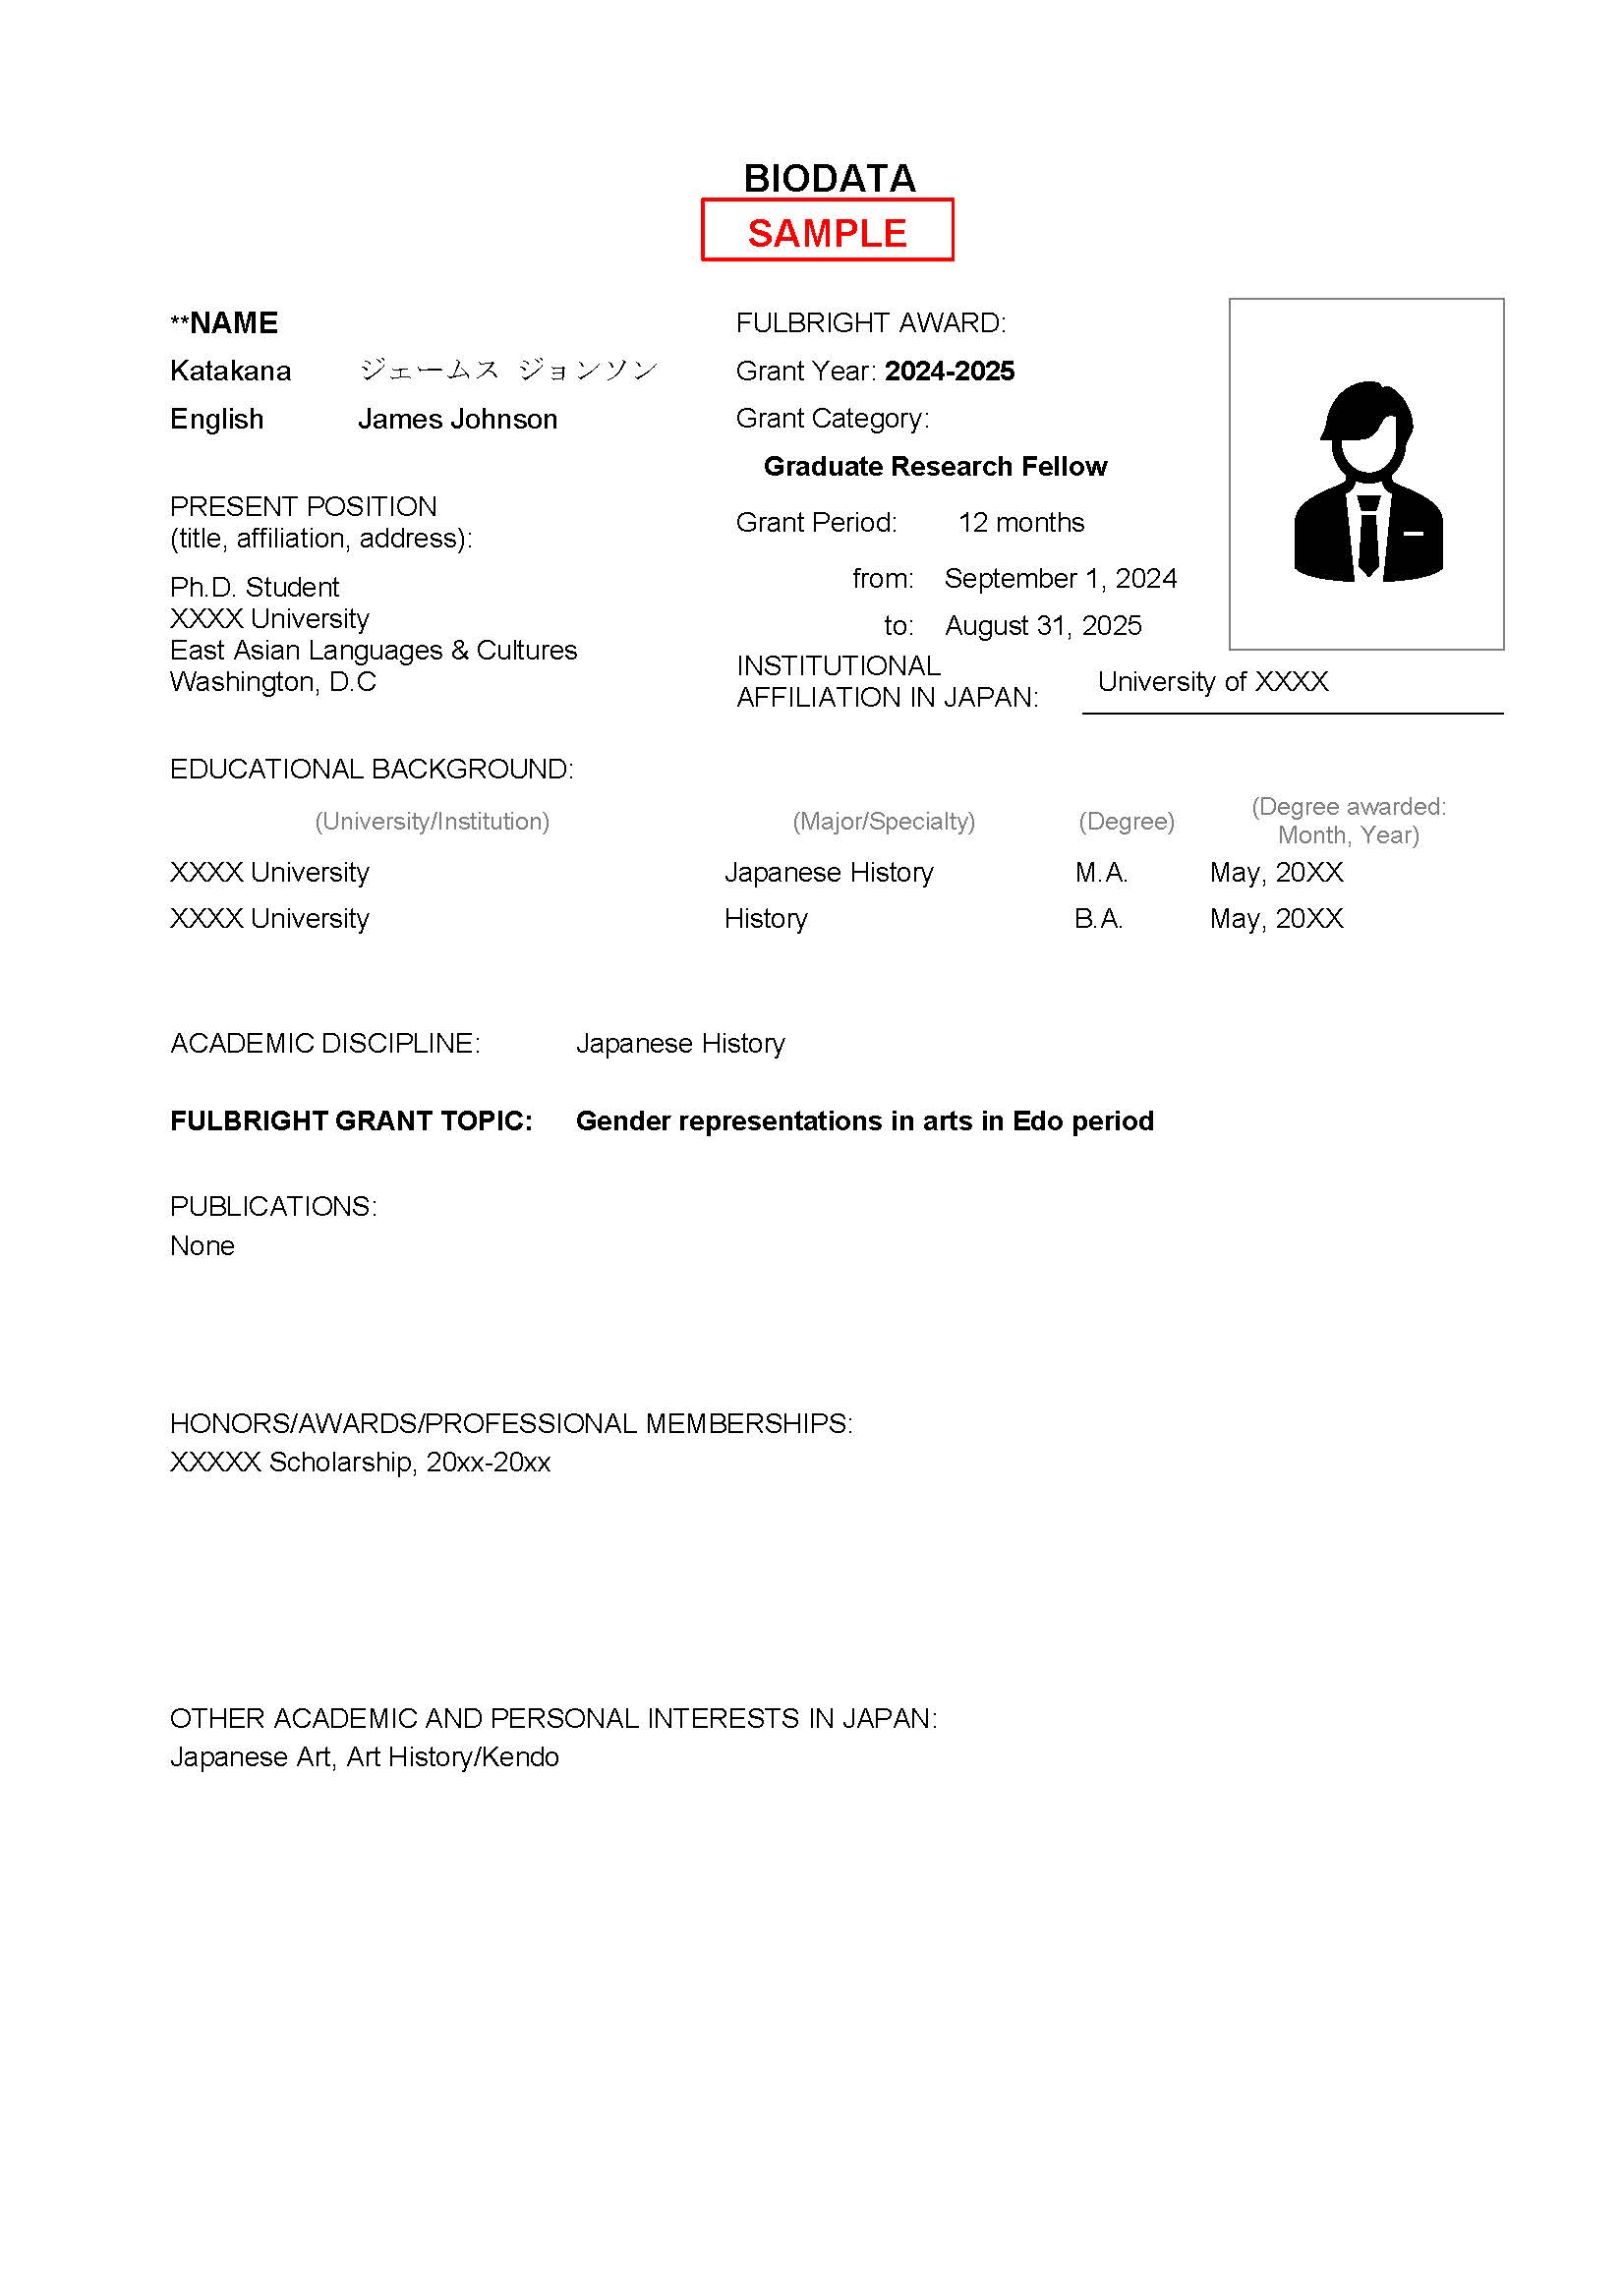 BIODATA
SAMPLE
**NAME
Katakana ジェームス ジョンソン
English James Johnson
PRESENT POSITION
(title, affiliation, address):
Ph.D. Student
XXXX University
East Asian Languages & Cultures
Washington, D.C
FULBRIGHT AWARD:
Grant Year: 2024-2025
Grant Category:
Graduate Research Fellow
Grant Period: 12 months
from: September 1, 2024
to: August 31, 2025
INSTITUTIONAL
AFFILIATION IN JAPAN: University of XXXX
EDUCATIONAL BACKGROUND:
(University/Institution) (Major/Specialty) (Degree) (Degree awarded:
Month, Year)
XXXX University Japanese History M.A. May, 20XX
XXXX University History B.A. May, 20XX
ACADEMIC DISCIPLINE: Japanese History
FULBRIGHT GRANT TOPIC: Gender representations in arts in Edo period
PUBLICATIONS:
None
HONORS/AWARDS/PROFESSIONAL MEMBERSHIPS:
XXXXX Scholarship, 20xx-20xx
OTHER ACADEMIC AND PERSONAL INTERESTS IN JAPAN:
Japanese Art, Art History/Kendo